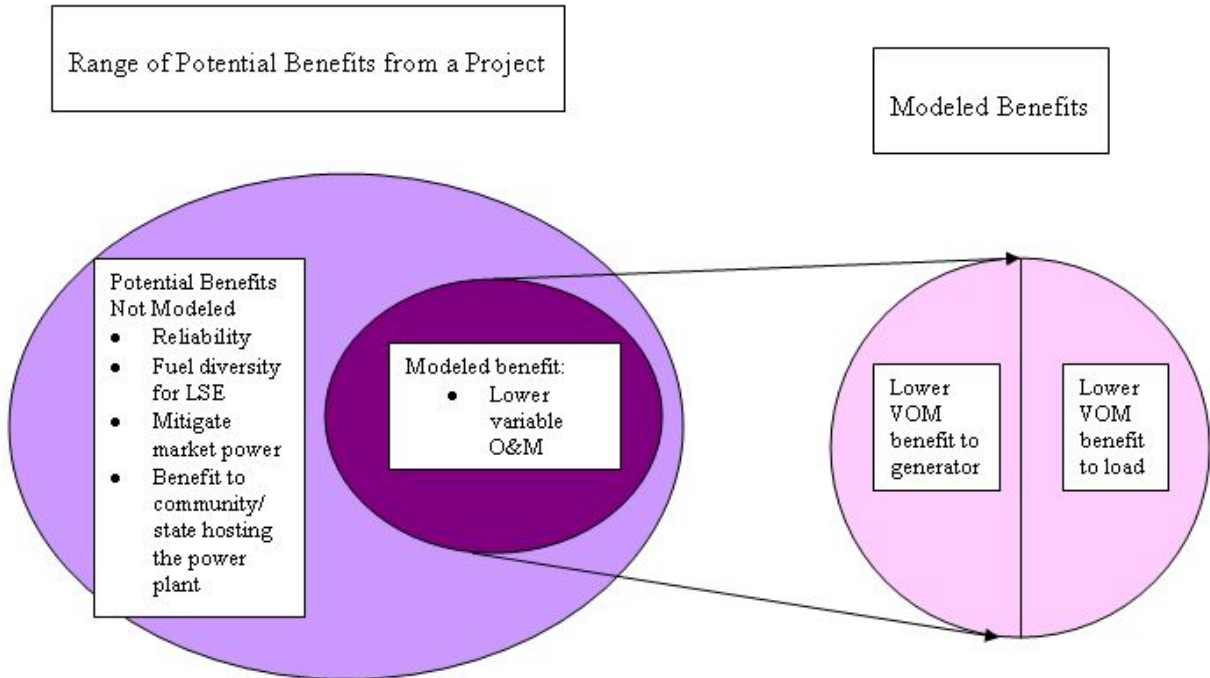 Range of Potential Benefits from a Project
Modeled Benefits
Potential Benefits
Not Modeled
● Reliability
● Fuel diversity
for LSE
● Mitigate
market power
● Benefit to
community/
state hosting
the power
plant
Modeled benefit:
● Lower
variable
O&M
Lower
VOM
benefit to
generator
Lower
VOM
benefit
to load